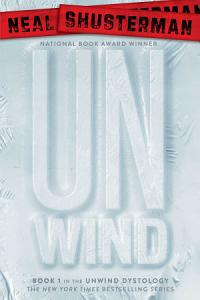 NEAL SHUSTERMAN
NATIONAL BOOK AWARD WINNER
UN
WIND
BOOK 1 IN THE UNWIND DYSTOLOGY
THE NEW YORK TIMES BESTSELLING SERIES